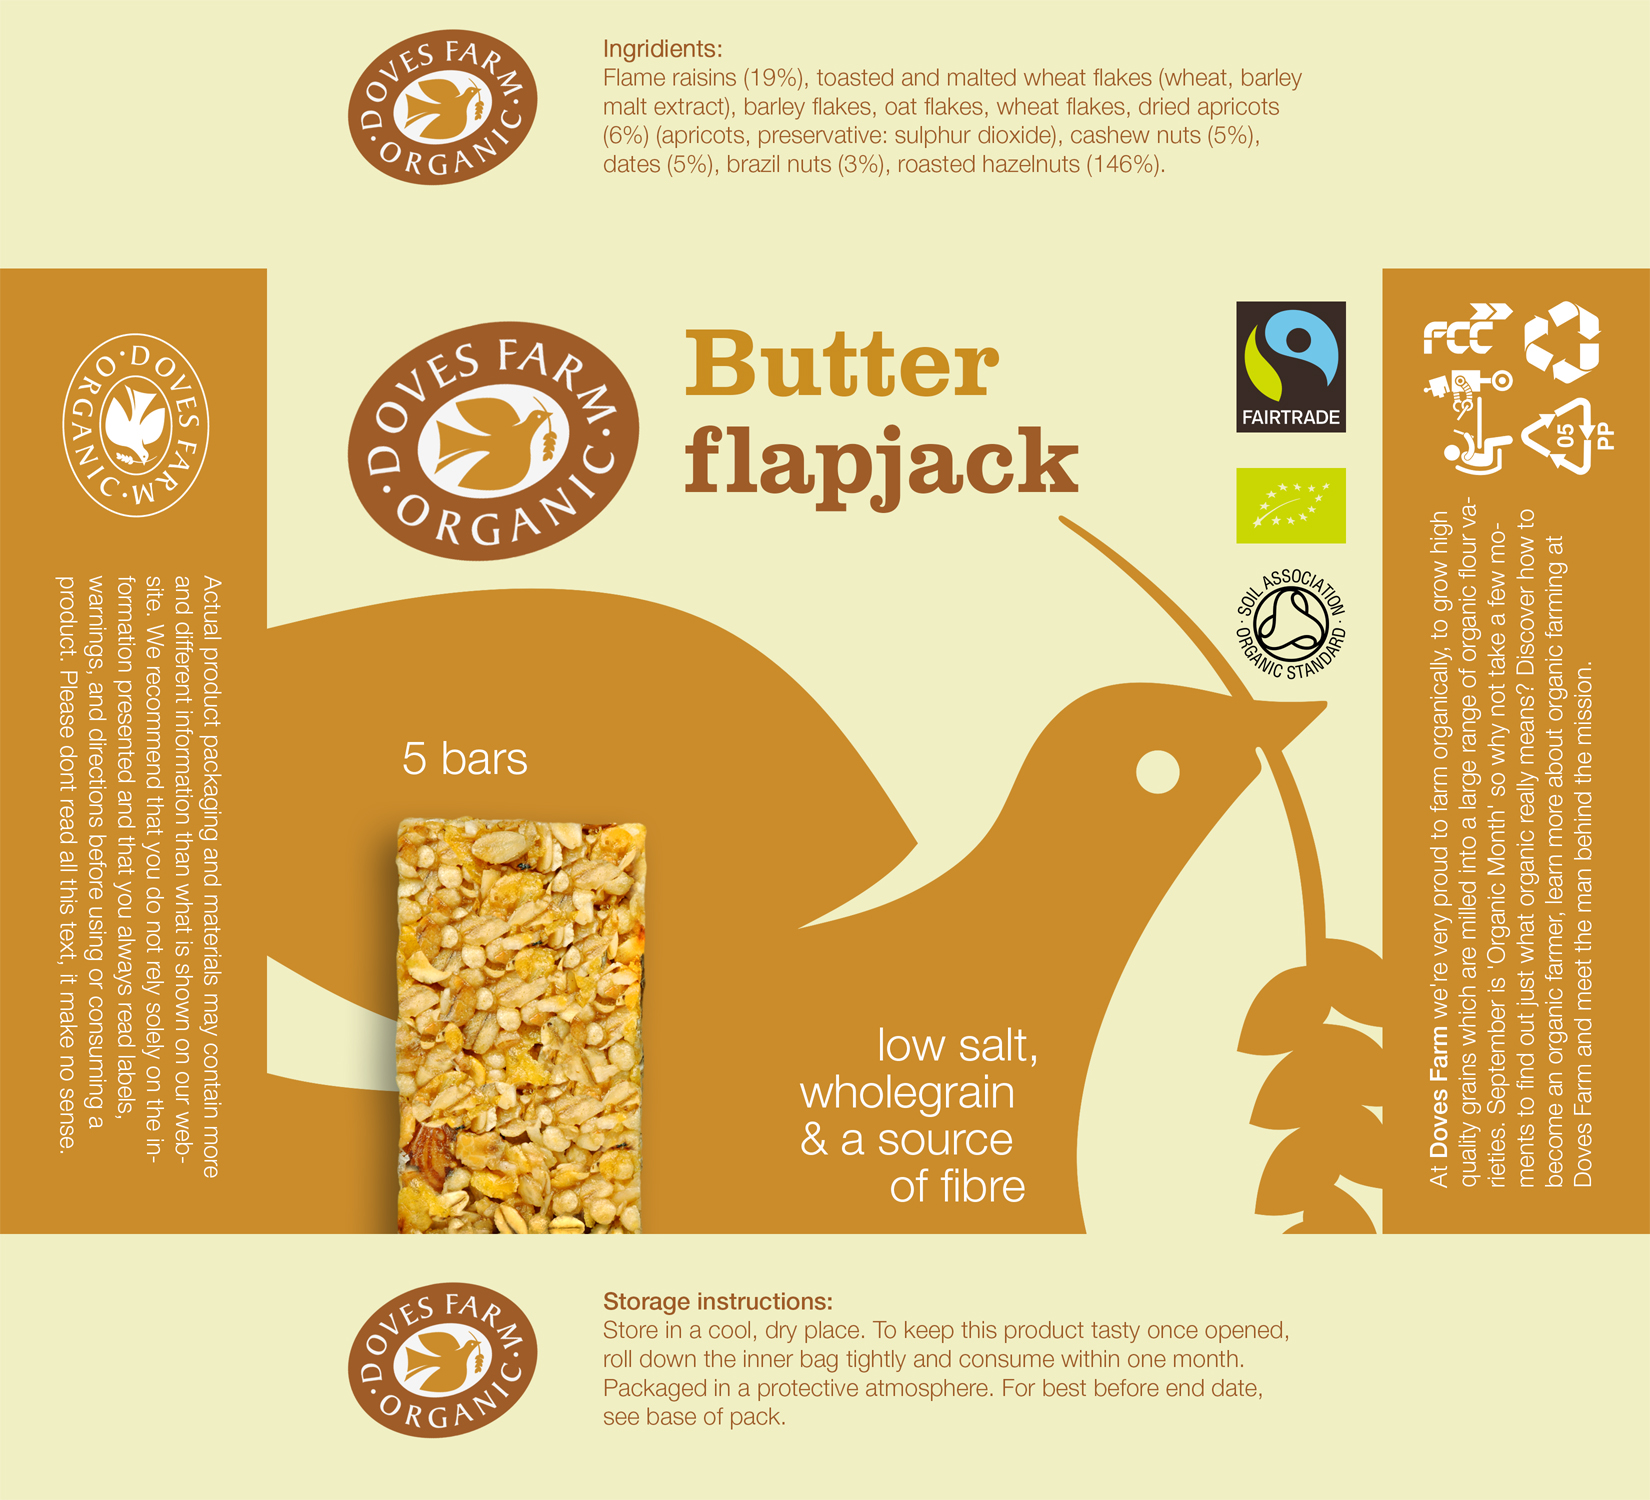 DOVES FARM
ORGANIC
Ingridients:
Flame raisins (19%), toasted and malted wheat flakes (wheat, barley
malt extract), barley flakes, oat flakes, wheat flakes, dried apricots
(6%) (apricots, preservative: sulphur dioxide), cashew nuts (5%),
dates (5%), brazil nuts (3%), roasted hazelnuts (146%).
DOVES FARM
ORGANIC
Actual product packaging and materials may contain more
and different information than what is shown on our web-
site. We recommend that you do not rely solely on the in-
formation presented and that you always read labels,
warnings, and directions before using or consuming a
product. Please dont read all this text, it make no sense.
DOVES FARM
ORGANIC
Butter
flapjack
FAIRTRADE
SOIL ASSOCIATION
ORGANIC STANDARD
5 bars
low salt,
wholegrain
& a source
of fibre
FCC
05
PP
At Doves Farm we're very proud to farm organically, to grow high
quality grains which are milled into a large range of organic flour va-
rieties. September is 'Organic Month' so why not take a few mo-
ments to find out just what organic really means? Discover how to
become an organic farmer, learn more about organic farming at
Doves Farm and meet the man behind the mission.
DOVES FARM
ORGANIC
Storage instructions:
Store in a cool, dry place. To keep this product tasty once opened,
roll down the inner bag tightly and consume within one month.
Packaged in a protective atmosphere. For best before end date,
see base of pack.